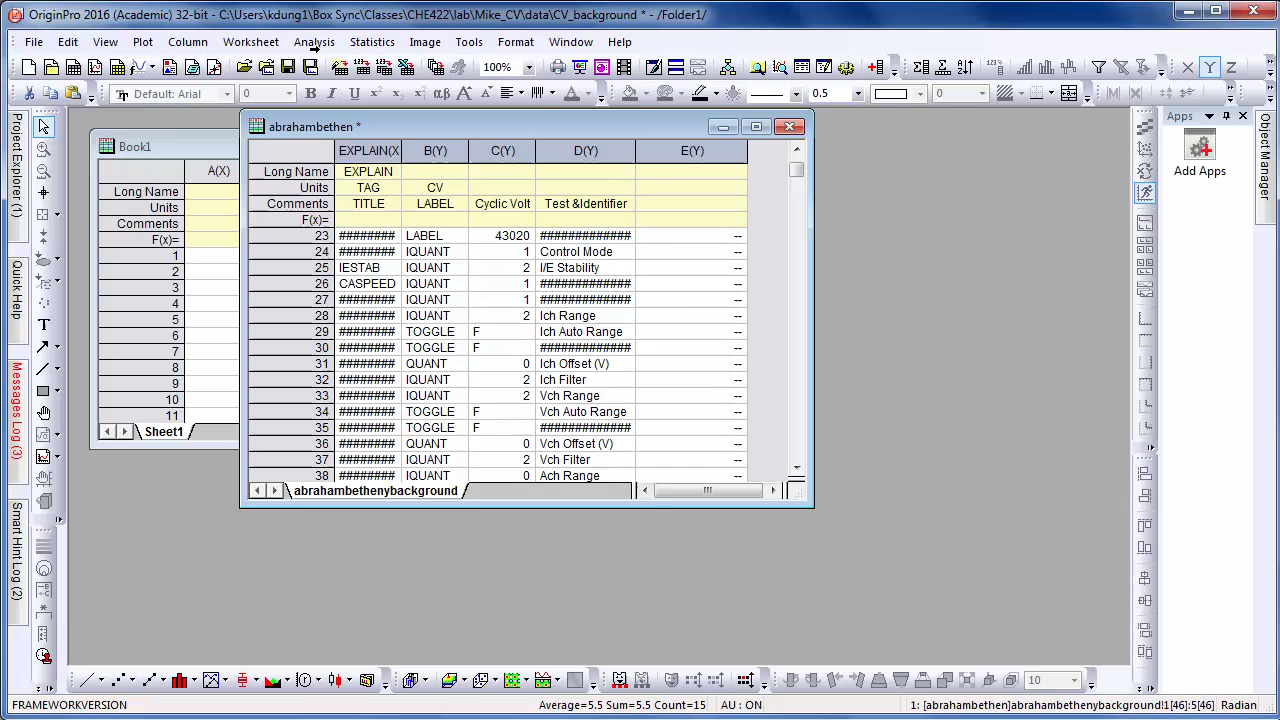 OriginPro 2016 (Academic) 32-bit - C:\Users\kdung1\Box Sync\Classes\CHE422\lab\Mike_CV\data\CV_background * - /Folder1/
File Edit View Plot Column Worksheet Analysis Statistics Image Tools Format Window Help
100%
Default: Arial 0 B I U αβ A A A 0.5 0
X Y Z
Project Explorer (1)
Quick Help
Messages Log (3)
Smart Hint Log (2)
Book1
A(X)
Long Name
Units
Comments
F(x)=
1
2
3
4
5
6
7
8
9
10
11
Sheet1
abrahambethen *
EXPLAIN(X B(Y) C(Y) D(Y) E(Y)
Long Name EXPLAIN
Units TAG CV
Comments TITLE LABEL Cyclic Volt Test &Identifier
F(x)=
23 ######## LABEL 43020 ############# --
24 ######## IQUANT 1 Control Mode --
25 IESTAB IQUANT 2 I/E Stability --
26 CASPEED IQUANT 1 ############# --
27 ######## IQUANT 1 ############# --
28 ######## IQUANT 2 Ich Range --
29 ######## TOGGLE F Ich Auto Range --
30 ######## TOGGLE F ############# --
31 ######## QUANT 0 Ich Offset (V) --
32 ######## IQUANT 2 Ich Filter --
33 ######## IQUANT 2 Vch Range --
34 ######## TOGGLE F Vch Auto Range --
35 ######## TOGGLE F ############# --
36 ######## QUANT 0 Vch Offset (V) --
37 ######## IQUANT 2 Vch Filter --
38 ######## IQUANT 0 Ach Range --
abrahambethenybackground
Apps
Add Apps
Object Manager
T
10
FRAMEWORKVERSION Average=5.5 Sum=5.5 Count=15 AU : ON 1: [abrahambethen]abrahambethenybackground!1[46]:5[46] Radian